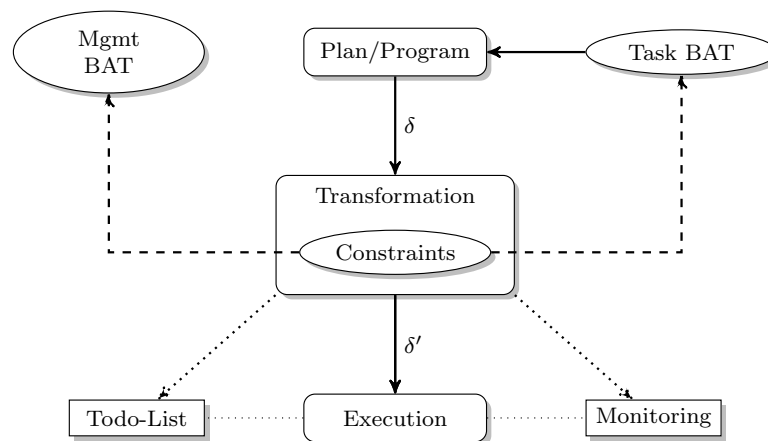 Mgmt
BAT
Plan/Program
Task BAT
δ
Transformation
Constraints
δ′
Todo-List
Execution
Monitoring